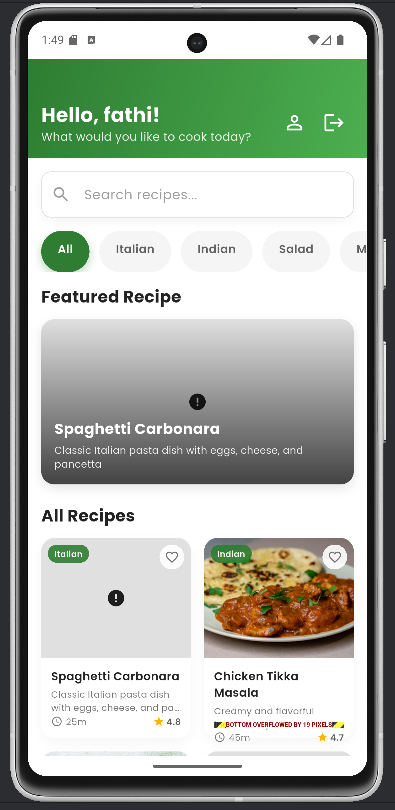 1:49
Hello, fathi!
What would you like to cook today?
Search recipes...
All Italian Indian Salad M
Featured Recipe
Spaghetti Carbonara
Classic Italian pasta dish with eggs, cheese, and
pancetta
All Recipes
Italian
Spaghetti Carbonara
Classic Italian pasta dish
with eggs, cheese, and pa...
25m 4.8
Indian
Chicken Tikka
Masala
Creamy and flavorful
BOTTOM OVERFLOWED BY 19 PIXELS
45m 4.7